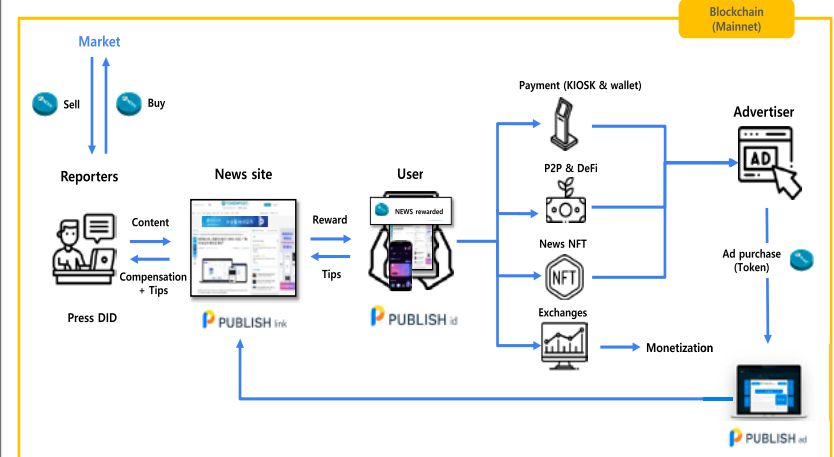 Blockchain
(Mainnet)
Market
Sell
Buy
Payment (KIOSK & wallet)
Advertiser
AD
Reporters
News site
User
P2P & DeFi
NEWS rewarded
Content
Reward
Compensation
+ Tips
Tips
News NFT
NFT
Ad purchase
(Token)
Press DID
PUBLISH link
PUBLISH id
Exchanges
Monetization
PUBLISH ad